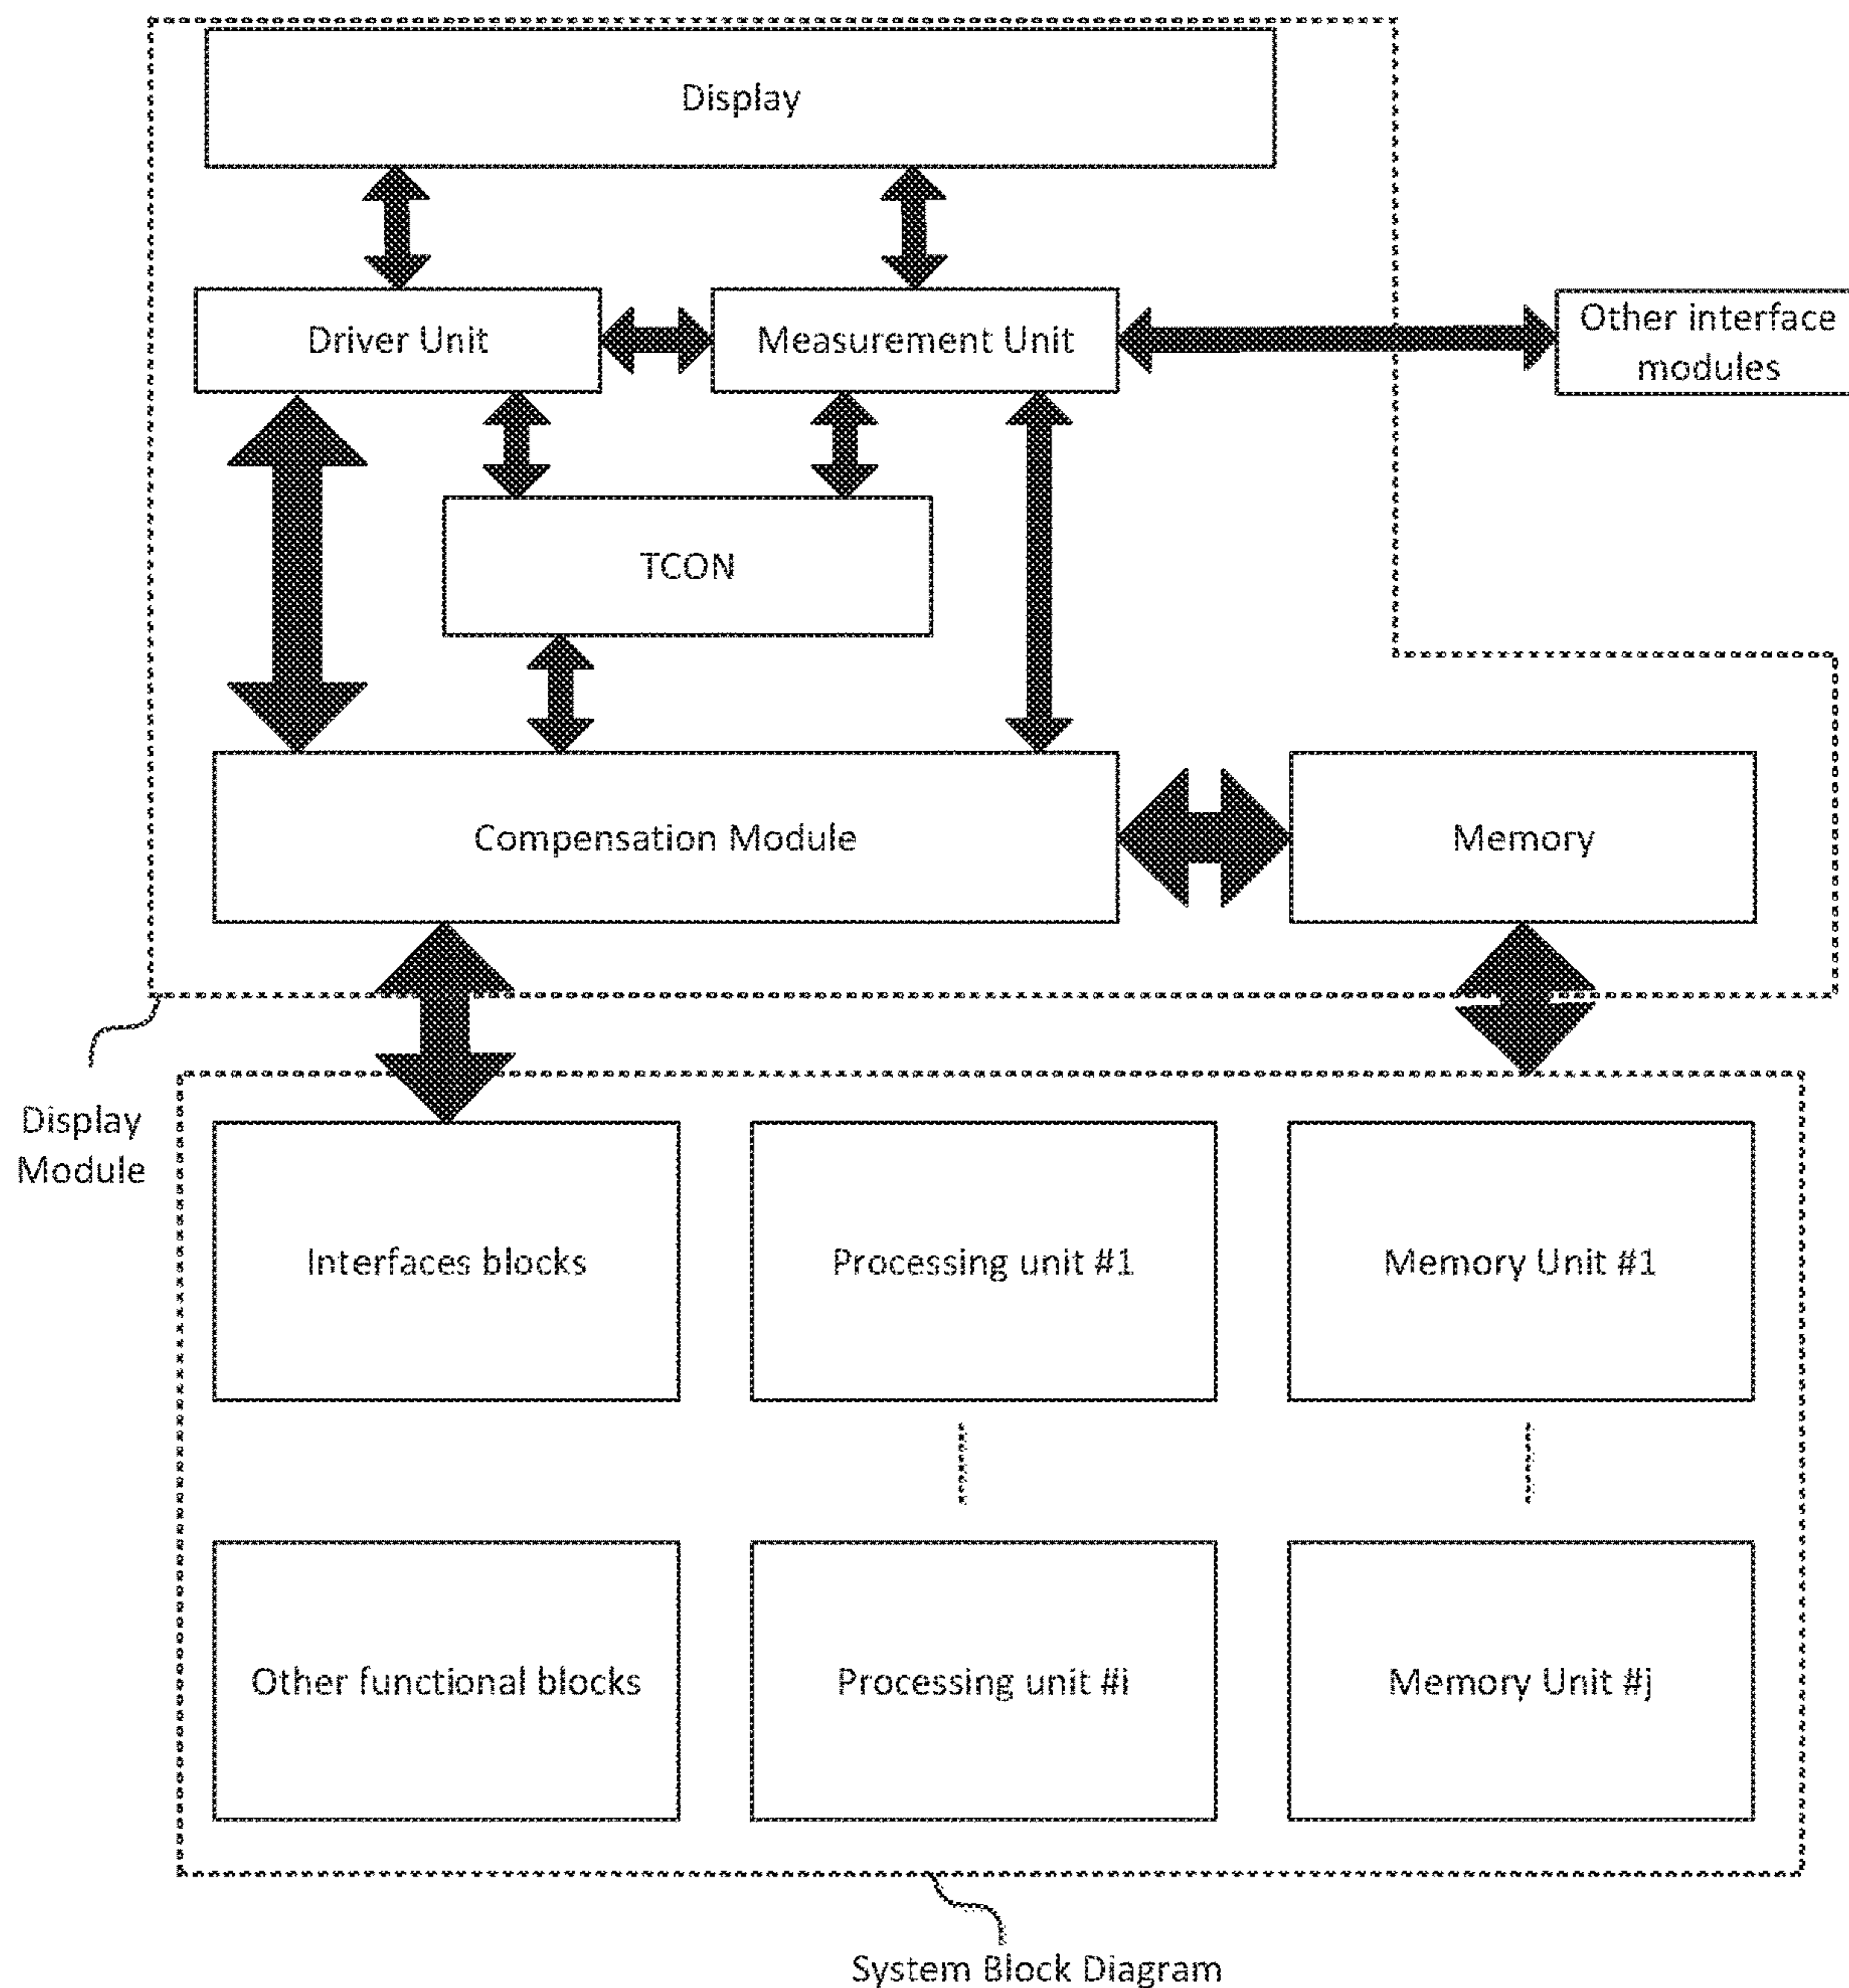 Display
Driver Unit
Measurement Unit
Other interface
modules
TCON
Compensation Module
Memory
Display
Module
Interfaces blocks
Processing unit #1
Memory Unit #1
Other functional blocks
Processing unit #i
Memory Unit #j
System Block Diagram